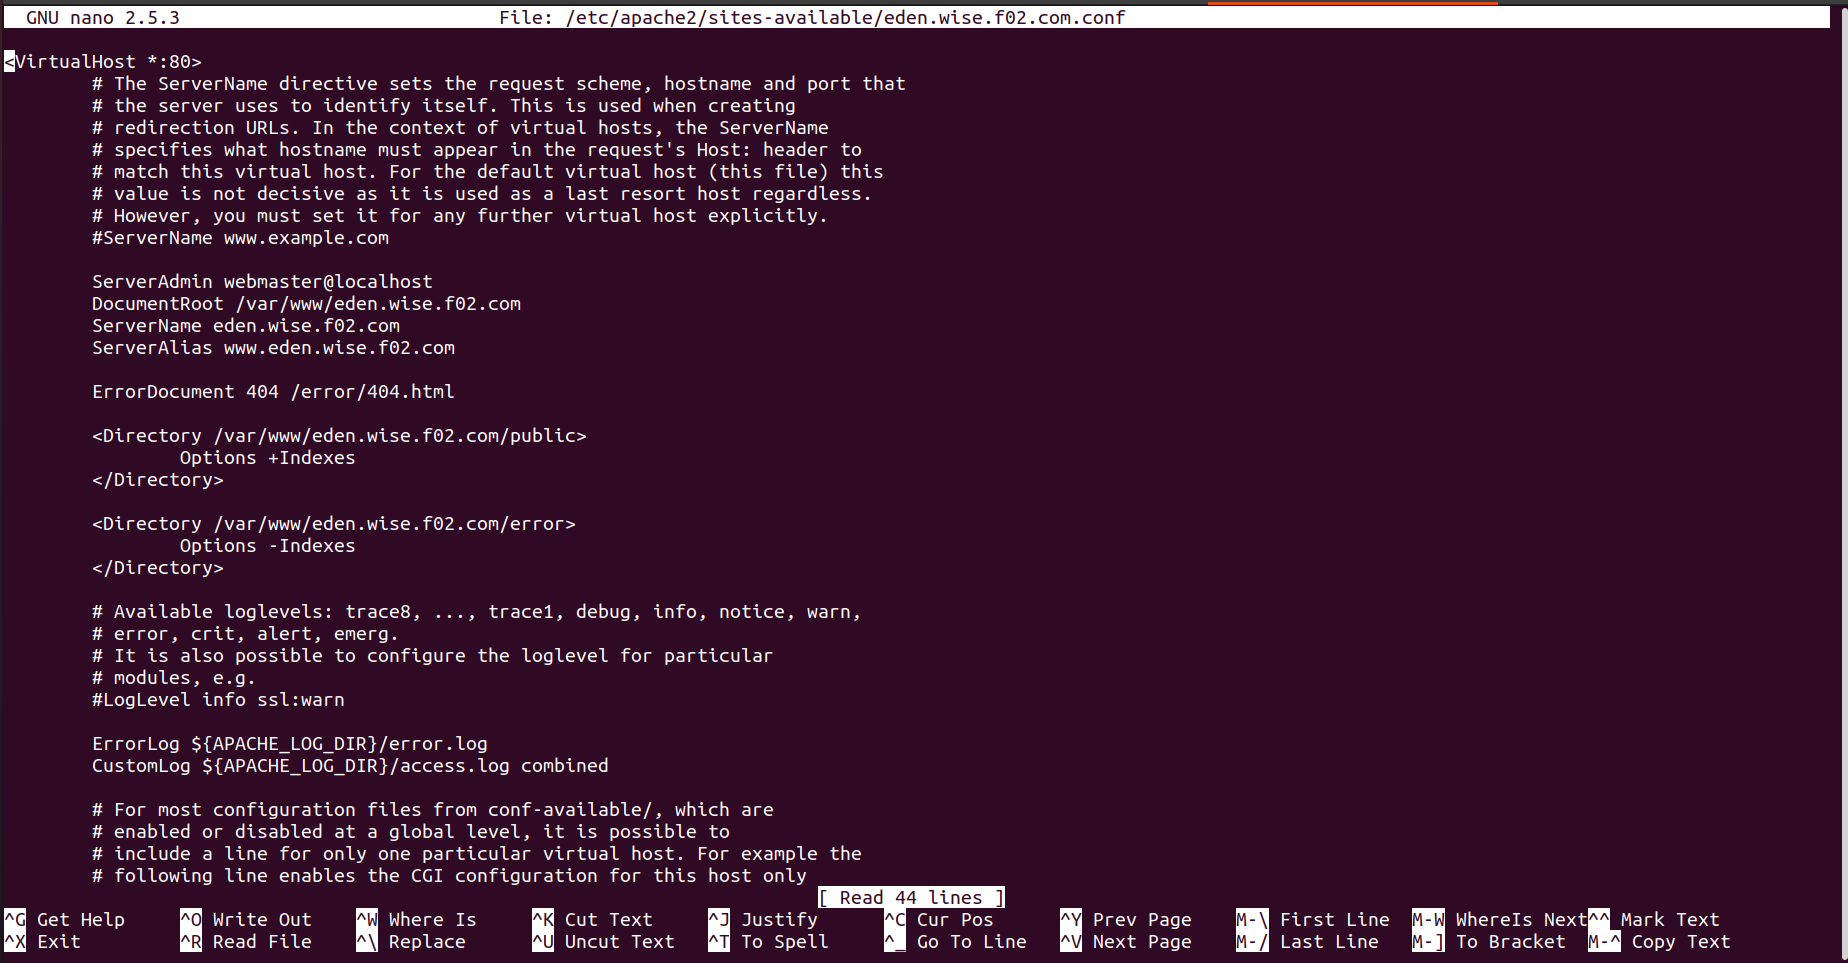 GNU nano 2.5.3 File: /etc/apache2/sites-available/eden.wise.f02.com.conf
<VirtualHost *:80>
# The ServerName directive sets the request scheme, hostname and port that
# the server uses to identify itself. This is used when creating
# redirection URLs. In the context of virtual hosts, the ServerName
# specifies what hostname must appear in the request's Host: header to
# match this virtual host. For the default virtual host (this file) this
# value is not decisive as it is used as a last resort host regardless.
# However, you must set it for any further virtual host explicitly.
#ServerName www.example.com
ServerAdmin webmaster@localhost
DocumentRoot /var/www/eden.wise.f02.com
ServerName eden.wise.f02.com
ServerAlias www.eden.wise.f02.com
ErrorDocument 404 /error/404.html
<Directory /var/www/eden.wise.f02.com/public>
Options +Indexes
</Directory>
<Directory /var/www/eden.wise.f02.com/error>
Options -Indexes
</Directory>
# Available loglevels: trace8, ..., trace1, debug, info, notice, warn,
# error, crit, alert, emerg.
# It is also possible to configure the loglevel for particular
# modules, e.g.
#LogLevel info ssl:warn
ErrorLog ${APACHE_LOG_DIR}/error.log
CustomLog ${APACHE_LOG_DIR}/access.log combined
# For most configuration files from conf-available/, which are
# enabled or disabled at a global level, it is possible to
# include a line for only one particular virtual host. For example the
# following line enables the CGI configuration for this host only
[ Read 44 lines ]
^G Get Help ^O Write Out ^W Where Is ^K Cut Text ^J Justify ^C Cur Pos ^Y Prev Page M-\ First Line M-W WhereIs Next ^^ Mark Text
^X Exit ^R Read File ^\ Replace ^U Uncut Text ^T To Spell ^_ Go To Line ^V Next Page M-/ Last Line M-] To Bracket M-^ Copy Text